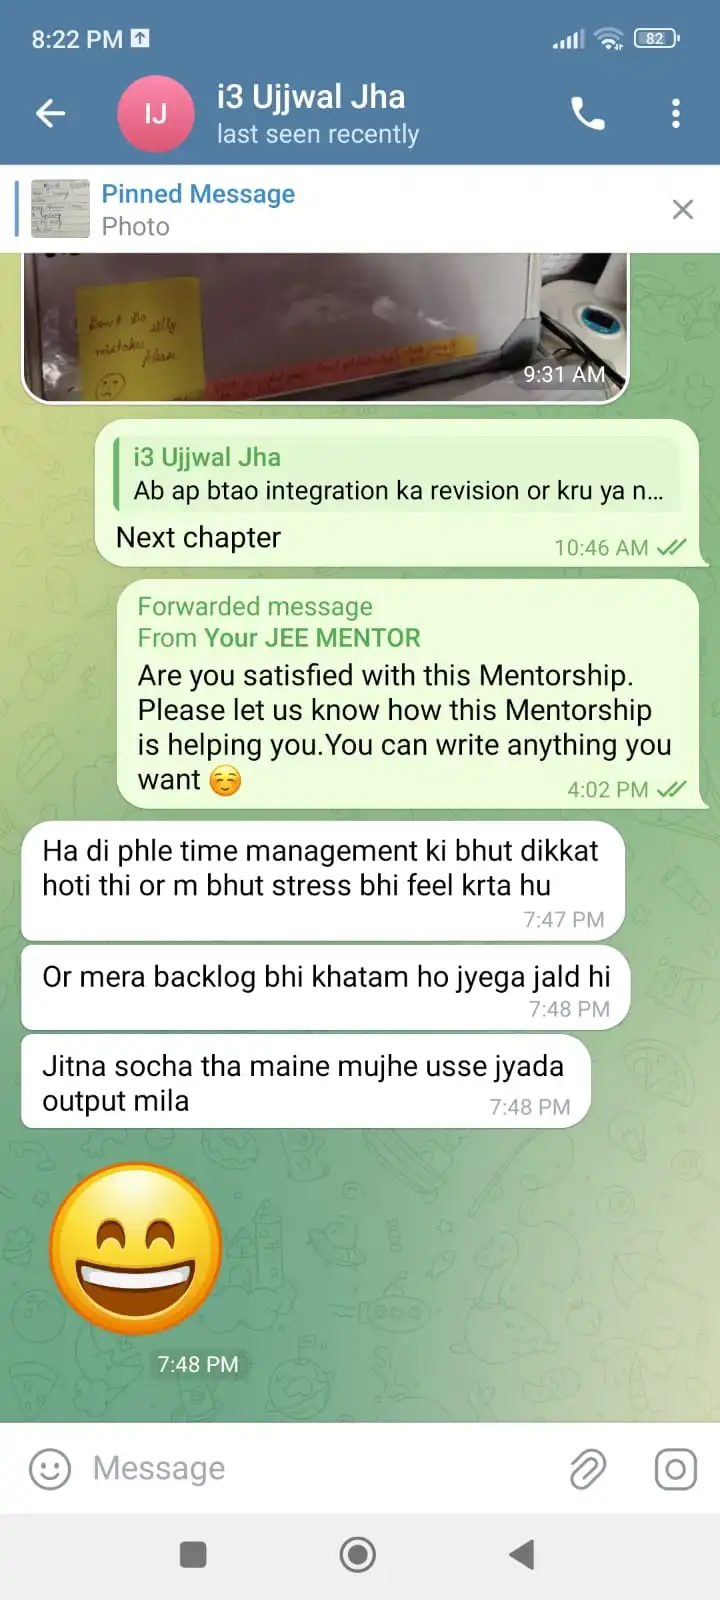 8:22 PM
82
IJ
i3 Ujjwal Jha
last seen recently
Pinned Message
Photo
Don't Do silly
mistakes
please
9:31 AM
i3 Ujjwal Jha
Ab ap btao integration ka revision or kru ya n...
Next chapter
10:46 AM
Forwarded message
From Your JEE MENTOR
Are you satisfied with this Mentorship.
Please let us know how this Mentorship
is helping you.You can write anything you
want ☺️
4:02 PM
Ha di phle time management ki bhut dikkat
hoti thi or m bhut stress bhi feel krta hu
7:47 PM
Or mera backlog bhi khatam ho jyega jald hi
7:48 PM
Jitna socha tha maine mujhe usse jyada
output mila
7:48 PM
7:48 PM
Message